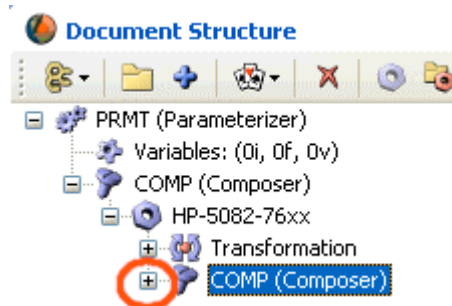 Document Structure
PRMT (Parameterizer)
Variables: (0i, 0f, 0v)
COMP (Composer)
HP-5082-76xx
Transformation
COMP (Composer)